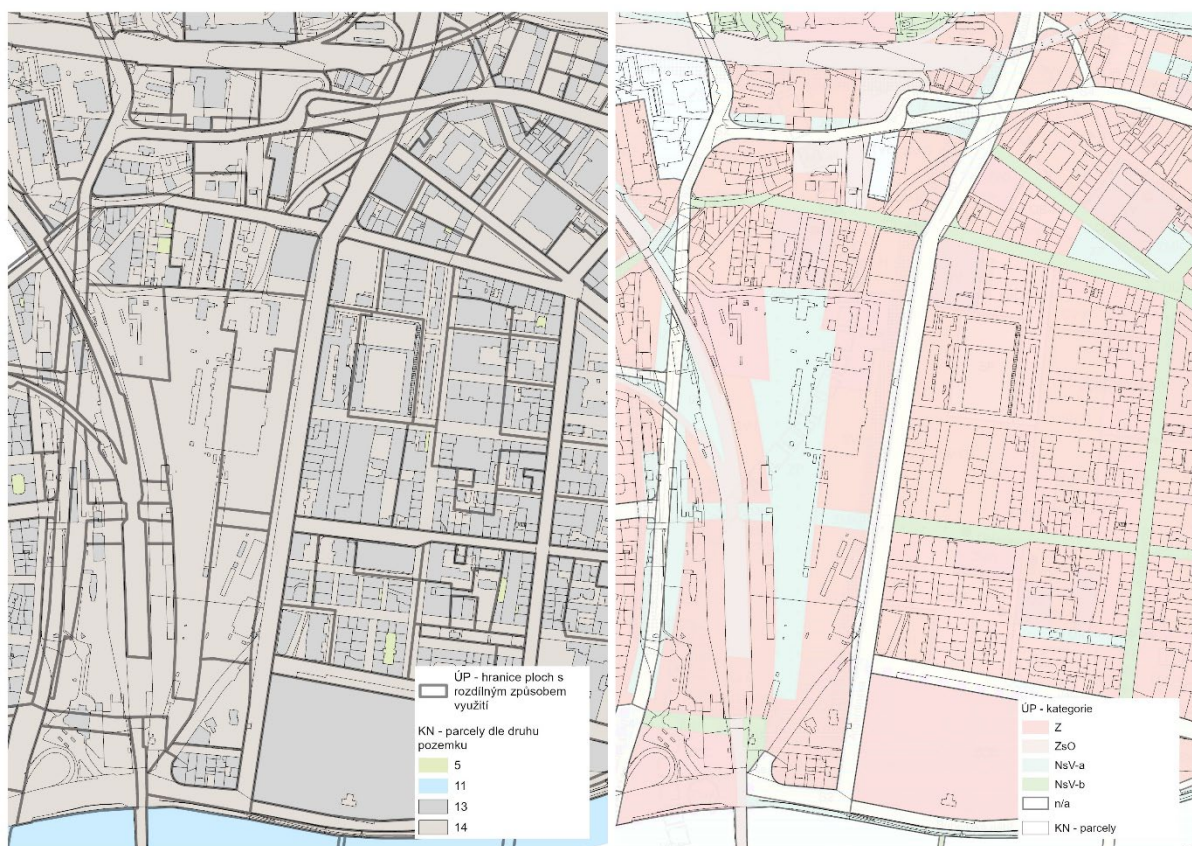 ÚP - hranice ploch s
rozdílným způsobem
využití
KN - parcely dle druhu
pozemku
5
11
13
14
ÚP - kategorie
Z
ZsO
NsV-a
NsV-b
n/a
KN - parcely